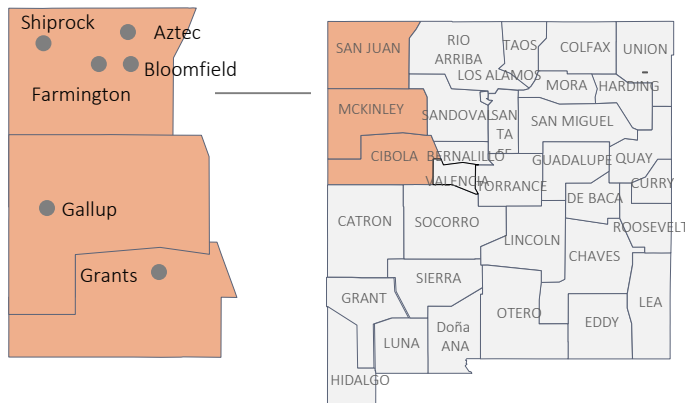 Shiprock
Aztec
Bloomfield
Farmington
Gallup
Grants
SAN JUAN
RIO
ARRIBA
TAOS
COLFAX
UNION
LOS ALAMOS
MORA
HARDING
MCKINLEY
SANDOVAL
SAN
TA
FE
SAN MIGUEL
CIBOLA
BERNALILLO
GUADALUPE
QUAY
VALENCIA
TORRANCE
CURRY
DE BACA
CATRON
SOCORRO
LINCOLN
ROOSEVELT
CHAVES
SIERRA
GRANT
OTERO
EDDY
LEA
LUNA
Doña
ANA
HIDALGO